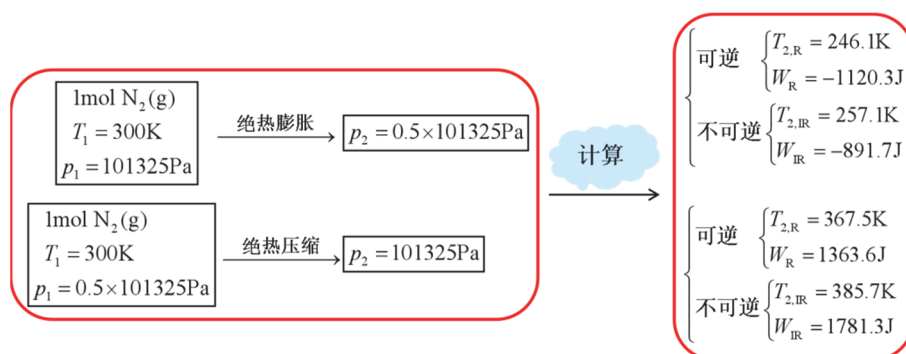 1mol N₂(g)
T₁ = 300K
p₁ = 101325Pa
绝热膨胀
p₂ = 0.5×101325Pa
1mol N₂(g)
T₁ = 300K
p₁ = 0.5×101325Pa
绝热压缩
p₂ = 101325Pa
计算
可逆
T₂,R = 246.1K
W_R = −1120.3J
不可逆
T₂,IR = 257.1K
W_IR = −891.7J
可逆
T₂,R = 367.5K
W_R = 1363.6J
不可逆
T₂,IR = 385.7K
W_IR = 1781.3J